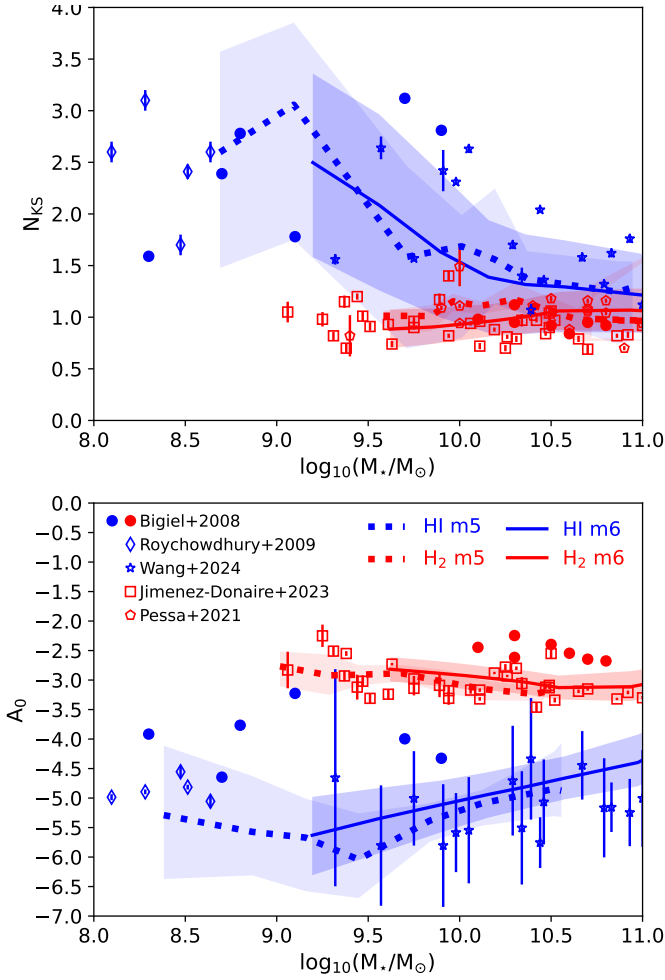 4.0
3.5
3.0
2.5
2.0
1.5
1.0
0.5
0.0
N_KS
8.0 8.5 9.0 9.5 10.0 10.5 11.0
log₁₀(M⋆/M⊙)
0.0
−0.5
−1.0
−1.5
−2.0
−2.5
−3.0
−3.5
−4.0
−4.5
−5.0
−5.5
−6.0
−6.5
−7.0
A₀
Bigiel+2008
Roychowdhury+2009
Wang+2024
Jimenez-Donaire+2023
Pessa+2021
HI m5
H₂ m5
HI m6
H₂ m6
8.0 8.5 9.0 9.5 10.0 10.5 11.0
log₁₀(M⋆/M⊙)